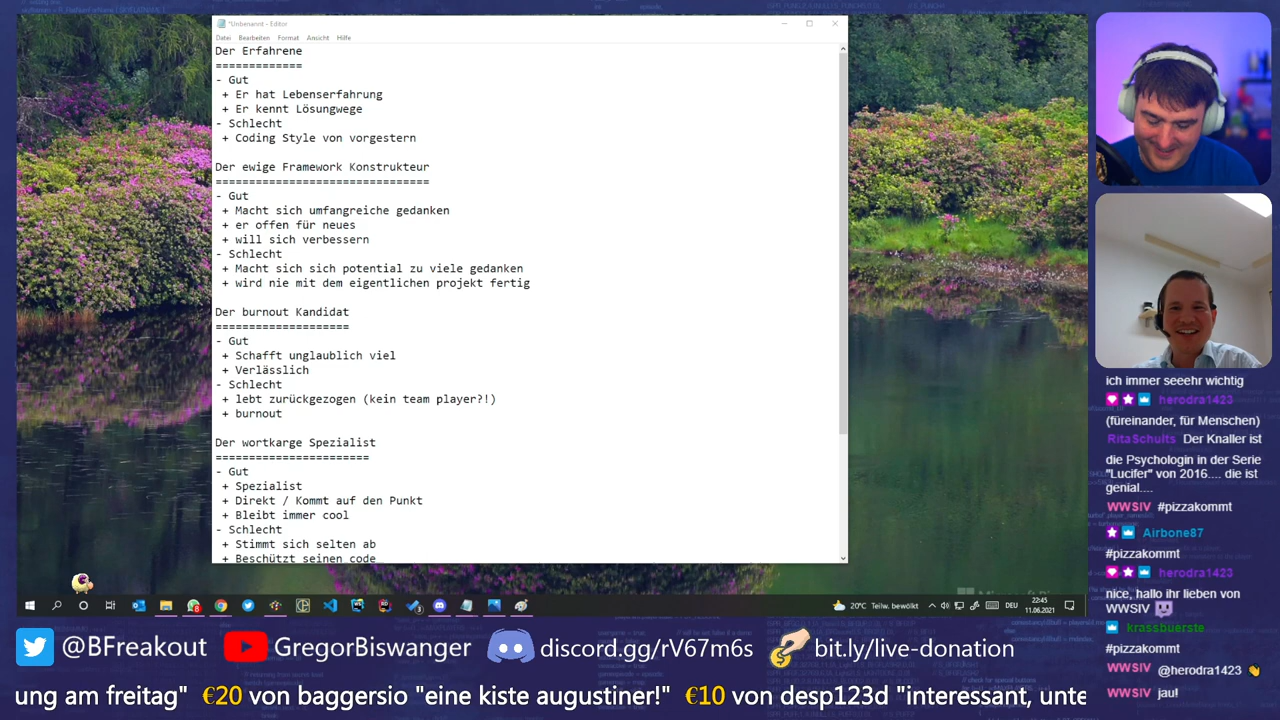 *Unbenannt - Editor
Datei Bearbeiten Format Ansicht Hilfe
Der Erfahrene
=============
- Gut
+ Er hat Lebenserfahrung
+ Er kennt Lösungwege
- Schlecht
+ Coding Style von vorgestern
Der ewige Framework Konstrukteur
================================
- Gut
+ Macht sich umfangreiche gedanken
+ er offen für neues
+ will sich verbessern
- Schlecht
+ Macht sich sich potential zu viele gedanken
+ wird nie mit dem eigentlichen projekt fertig
Der burnout Kandidat
====================
- Gut
+ Schafft unglaublich viel
+ Verlässlich
- Schlecht
+ lebt zurückgezogen (kein team player?!)
+ burnout
Der wortkarge Spezialist
=======================
- Gut
+ Spezialist
+ Direkt / Kommt auf den Punkt
+ Bleibt immer cool
- Schlecht
+ Stimmt sich selten ab
+ Beschützt seinen code
ich immer seeehr wichtig
herodra1423
(füreinander, für Menschen)
RitaSchults Der Knaller ist
die Psychologin in der Serie
"Lucifer" von 2016.... die ist
genial....
WWSIV #pizzakommt
Airbone87
#pizzakommt
herodra1423
nice, hallo ihr lieben von
WWSIV
krassbüerste
#pizzakommt
WWSIV @herodra1423
WWSIV jau!
20°C Teilw. bewölkt
DEU
22:45
11.06.2021
@BFreakout
GregorBiswanger
discord.gg/rV67m6s
bit.ly/live-donation
ung am freitag" €20 von baggersio "eine kiste augustiner!" €10 von desp123d "interessant, unte